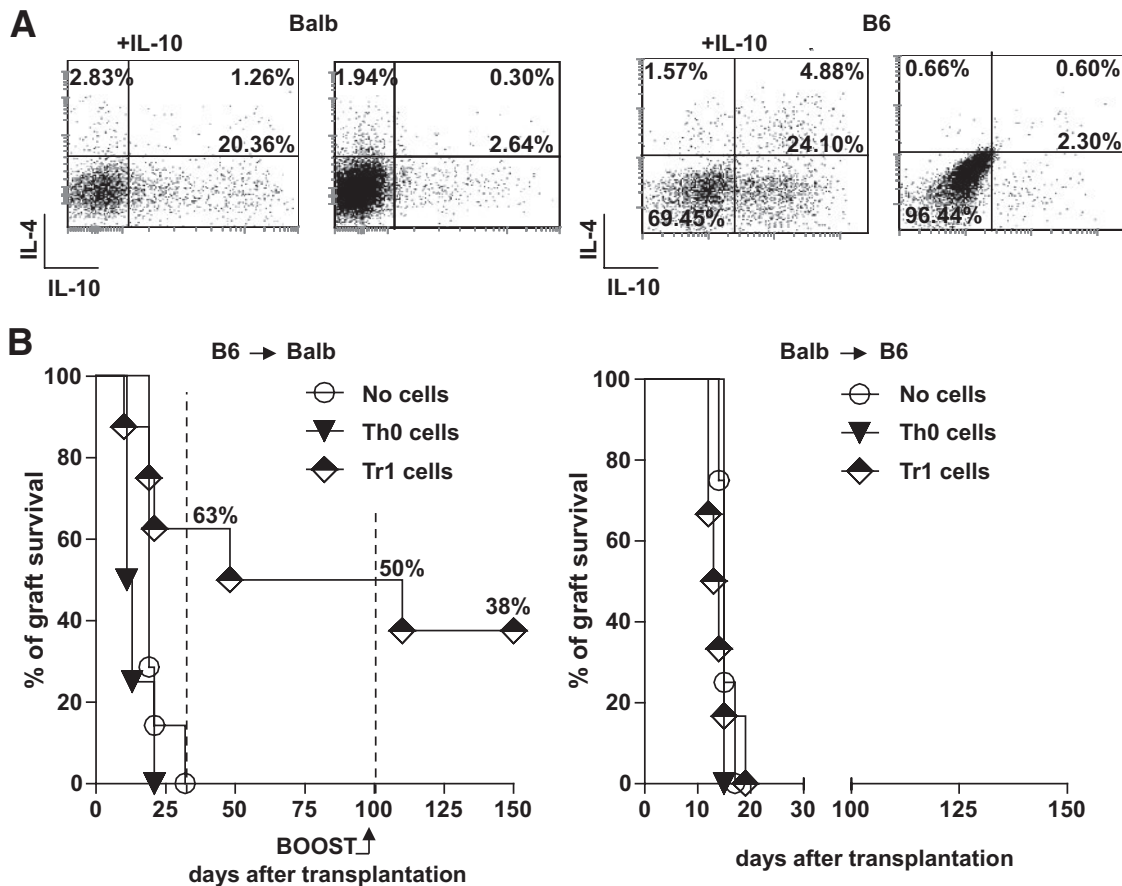 A
Balb
B6
+IL-10
+IL-10
2.83% 1.26%
1.94% 0.30%
1.57% 4.88%
0.66% 0.60%
20.36%
2.64%
24.10%
2.30%
69.45%
96.44%
IL-4
IL-10
IL-4
IL-10
B
B6 → Balb
% of graft survival
100
80
60
40
20
0
No cells
Th0 cells
Tr1 cells
63%
50%
38%
0 25 50 75 100 125 150
BOOST
days after transplantation
Balb → B6
% of graft survival
100
80
60
40
20
0
No cells
Th0 cells
Tr1 cells
0 10 20 30 100 125 150
days after transplantation